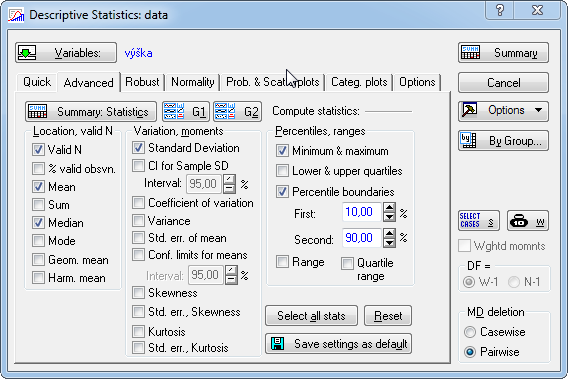 Descriptive Statistics: data
Variables: výška
Summary
Quick Advanced Robust Normality Prob. & Scatterplots Categ. plots Options
Cancel
Summary: Statistics G1 G2 Compute statistics:
Options
By Group...
Location, valid N
Valid N
% valid obsvn.
Mean
Sum
Median
Mode
Geom. mean
Harm. mean
Variation, moments
Standard Deviation
CI for Sample SD
Interval: 95,00 %
Coefficient of variation
Variance
Std. err. of mean
Conf. limits for means
Interval: 95,00 %
Skewness
Std. err., Skewness
Kurtosis
Std. err., Kurtosis
Percentiles, ranges
Minimum & maximum
Lower & upper quartiles
Percentile boundaries
First: 10,00 %
Second: 90,00 %
Range
Quartile
range
Select all stats Reset
Save settings as default
SELECT
CASES S W
Wghtd momnts
DF =
W-1 N-1
MD deletion
Casewise
Pairwise